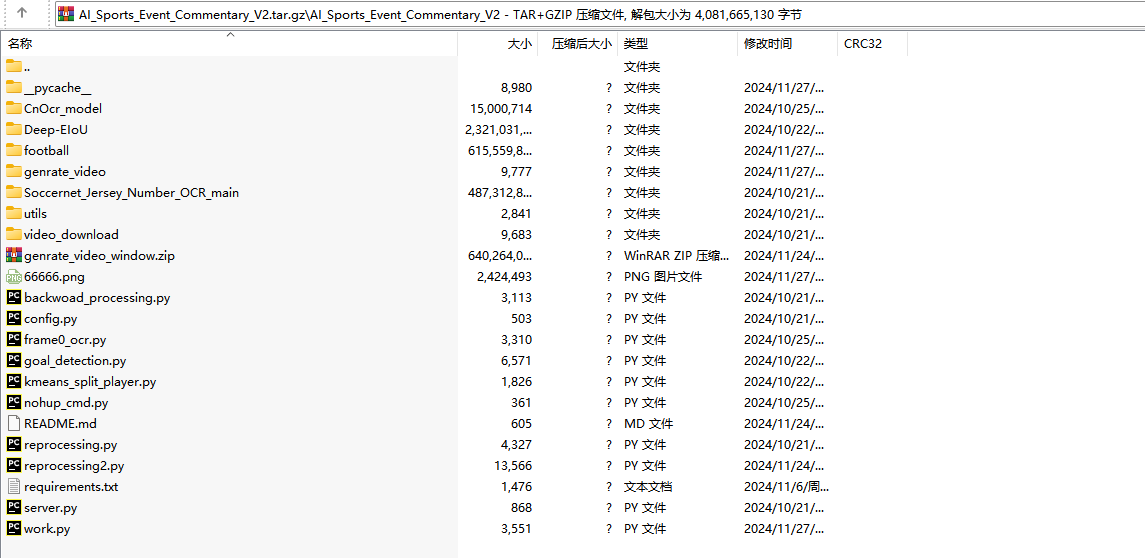 AI_Sports_Event_Commentary_V2.tar.gz\AI_Sports_Event_Commentary_V2 - TAR+GZIP 压缩文件, 解包大小为 4,081,665,130 字节
名称 大小 压缩后大小 类型 修改时间 CRC32
.. 文件夹
__pycache__ 8,980 ? 文件夹 2024/11/27/...
CnOcr_model 15,000,714 ? 文件夹 2024/10/25/...
Deep-EIoU 2,321,031,... ? 文件夹 2024/10/22/...
football 615,559,8... ? 文件夹 2024/11/27/...
genrate_video 9,777 ? 文件夹 2024/11/27/...
Soccernet_Jersey_Number_OCR_main 487,312,8... ? 文件夹 2024/10/21/...
utils 2,841 ? 文件夹 2024/10/21/...
video_download 9,683 ? 文件夹 2024/10/21/...
genrate_video_window.zip 640,264,0... ? WinRAR ZIP 压缩... 2024/11/24/...
66666.png 2,424,493 ? PNG 图片文件 2024/11/27/...
backwoad_processing.py 3,113 ? PY 文件 2024/10/21/...
config.py 503 ? PY 文件 2024/10/21/...
frame0_ocr.py 3,310 ? PY 文件 2024/10/25/...
goal_detection.py 6,571 ? PY 文件 2024/10/22/...
kmeans_split_player.py 1,826 ? PY 文件 2024/10/22/...
nohup_cmd.py 361 ? PY 文件 2024/10/25/...
README.md 605 ? MD 文件 2024/11/24/...
reprocessing.py 4,327 ? PY 文件 2024/10/21/...
reprocessing2.py 13,566 ? PY 文件 2024/11/24/...
requirements.txt 1,476 ? 文本文档 2024/11/6/周...
server.py 868 ? PY 文件 2024/10/21/...
work.py 3,551 ? PY 文件 2024/11/27/...